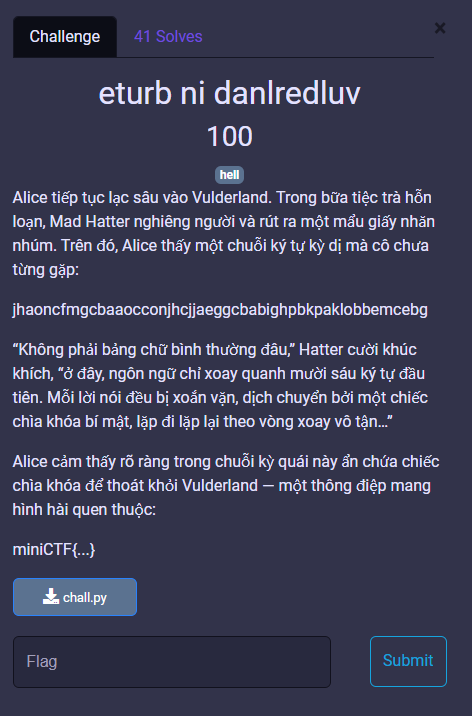 Challenge
41 Solves
×
eturb ni danlredluv
100
hell
Alice tiếp tục lạc sâu vào Vulderland. Trong bữa tiệc trà hỗn
loạn, Mad Hatter nghiêng người và rút ra một mẩu giấy nhăn
nhúm. Trên đó, Alice thấy một chuỗi ký tự kỳ dị mà cô chưa
từng gặp:
jhaoncfmgcbaaocconjhcjjaeggcbabighpbkpaklobbemcebg
“Không phải bảng chữ bình thường đâu,” Hatter cười khúc
khích, “ở đây, ngôn ngữ chỉ xoay quanh mười sáu ký tự đầu
tiên. Mỗi lời nói đều bị xoắn vặn, dịch chuyển bởi một chiếc
chìa khóa bí mật, lặp đi lặp lại theo vòng xoay vô tận…”
Alice cảm thấy rõ ràng trong chuỗi kỳ quái này ẩn chứa chiếc
chìa khóa để thoát khỏi Vulderland — một thông điệp mang
hình hài quen thuộc:
miniCTF{...}
chall.py
Flag
Submit